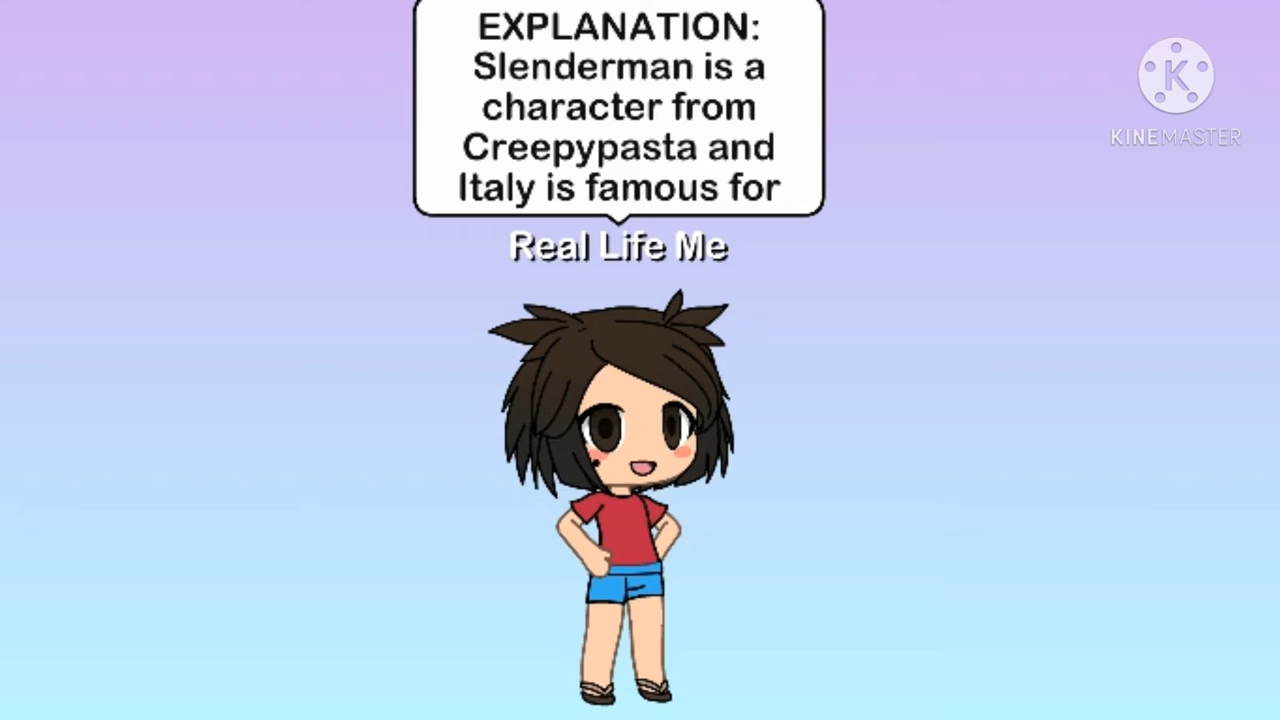 EXPLANATION:
Slenderman is a
character from
Creepypasta and
Italy is famous for
Real Life Me
K
KINEMASTER